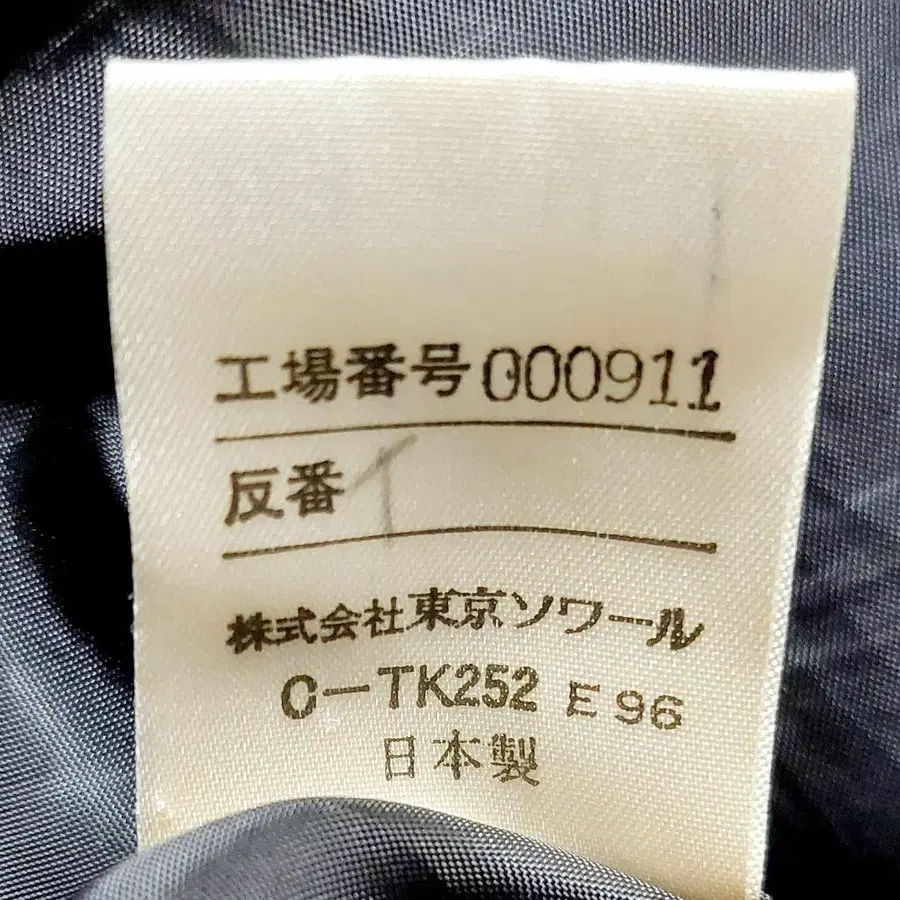 工場番号000911
反番
株式会社東京ソワール
C-TK252 E96
日本製